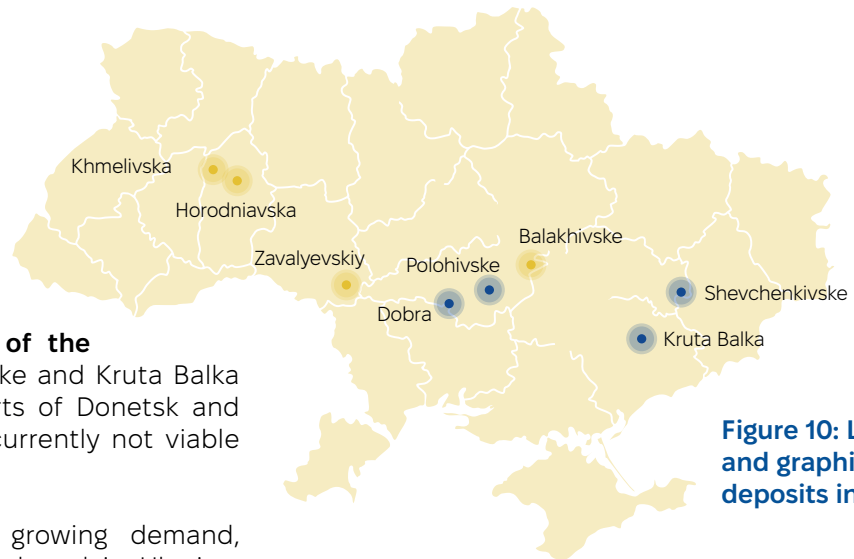 Khmelivska
Horodniavska
Zavalyevskiy
Balakhivske
Polohivske
Dobra
Shevchenkivske
Kruta Balka
of the
ke and Kruta Balka
rts of Donetsk and
currently not viable
growing demand,
Figure 10: L
and graphi
deposits in